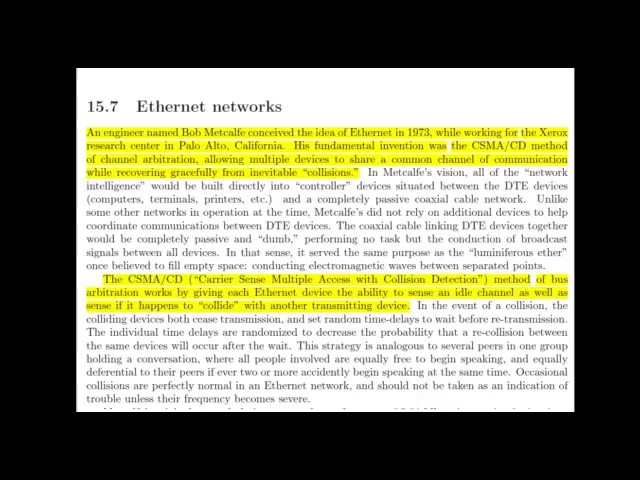 15.7 Ethernet networks
An engineer named Bob Metcalfe conceived the idea of Ethernet in 1973, while working for the Xerox
research center in Palo Alto, California. His fundamental invention was the CSMA/CD method
of channel arbitration, allowing multiple devices to share a common channel of communication
while recovering gracefully from inevitable “collisions.” In Metcalfe’s vision, all of the “network
intelligence” would be built directly into “controller” devices situated between the DTE devices
(computers, terminals, printers, etc.) and a completely passive coaxial cable network. Unlike
some other networks in operation at the time, Metcalfe’s did not rely on additional devices to help
coordinate communications between DTE devices. The coaxial cable linking DTE devices together
would be completely passive and “dumb,” performing no task but the conduction of broadcast
signals between all devices. In that sense, it served the same purpose as the “luminiferous ether”
once believed to fill empty space: conducting electromagnetic waves between separated points.
The CSMA/CD (“Carrier Sense Multiple Access with Collision Detection”) method of bus
arbitration works by giving each Ethernet device the ability to sense an idle channel as well as
sense if it happens to “collide” with another transmitting device. In the event of a collision, the
colliding devices both cease transmission, and set random time-delays to wait before re-transmission.
The individual time delays are randomized to decrease the probability that a re-collision between
the same devices will occur after the wait. This strategy is analogous to several peers in one group
holding a conversation, where all people involved are equally free to begin speaking, and equally
deferential to their peers if ever two or more accidently begin speaking at the same time. Occasional
collisions are perfectly normal in an Ethernet network, and should not be taken as an indication of
trouble unless their frequency becomes severe.